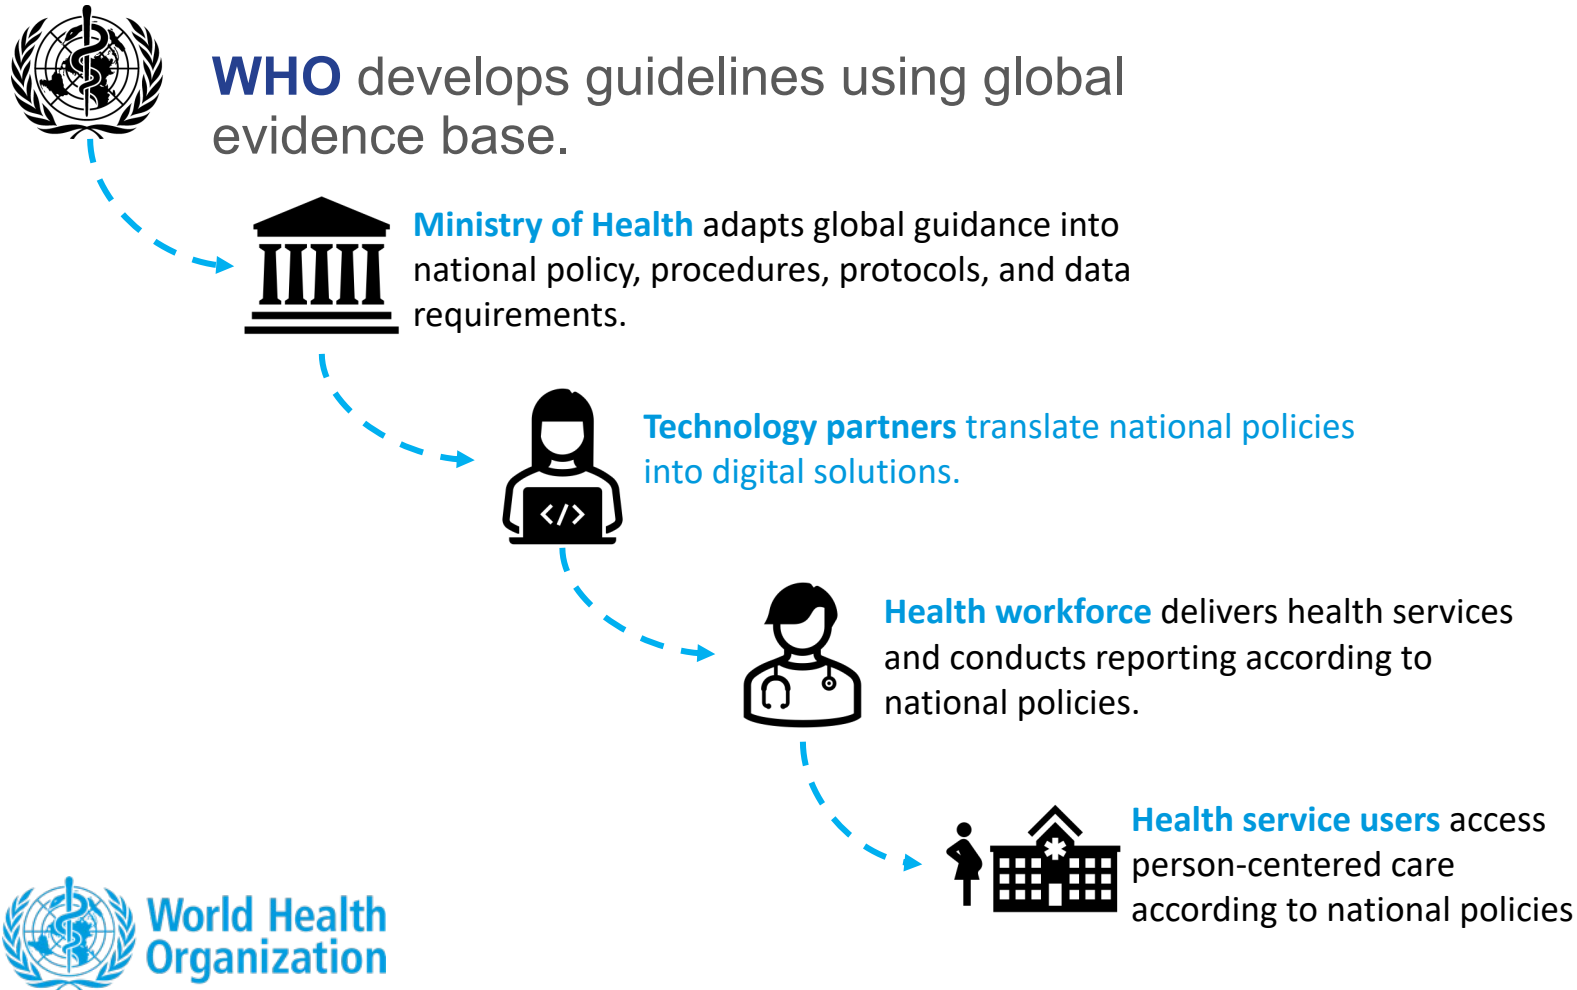 WHO develops guidelines using global
evidence base.
Ministry of Health adapts global guidance into
national policy, procedures, protocols, and data
requirements.
Technology partners translate national policies
into digital solutions.
</>
Health workforce delivers health services
and conducts reporting according to
national policies.
Health service users access
person-centered care
according to national policies
World Health
Organization